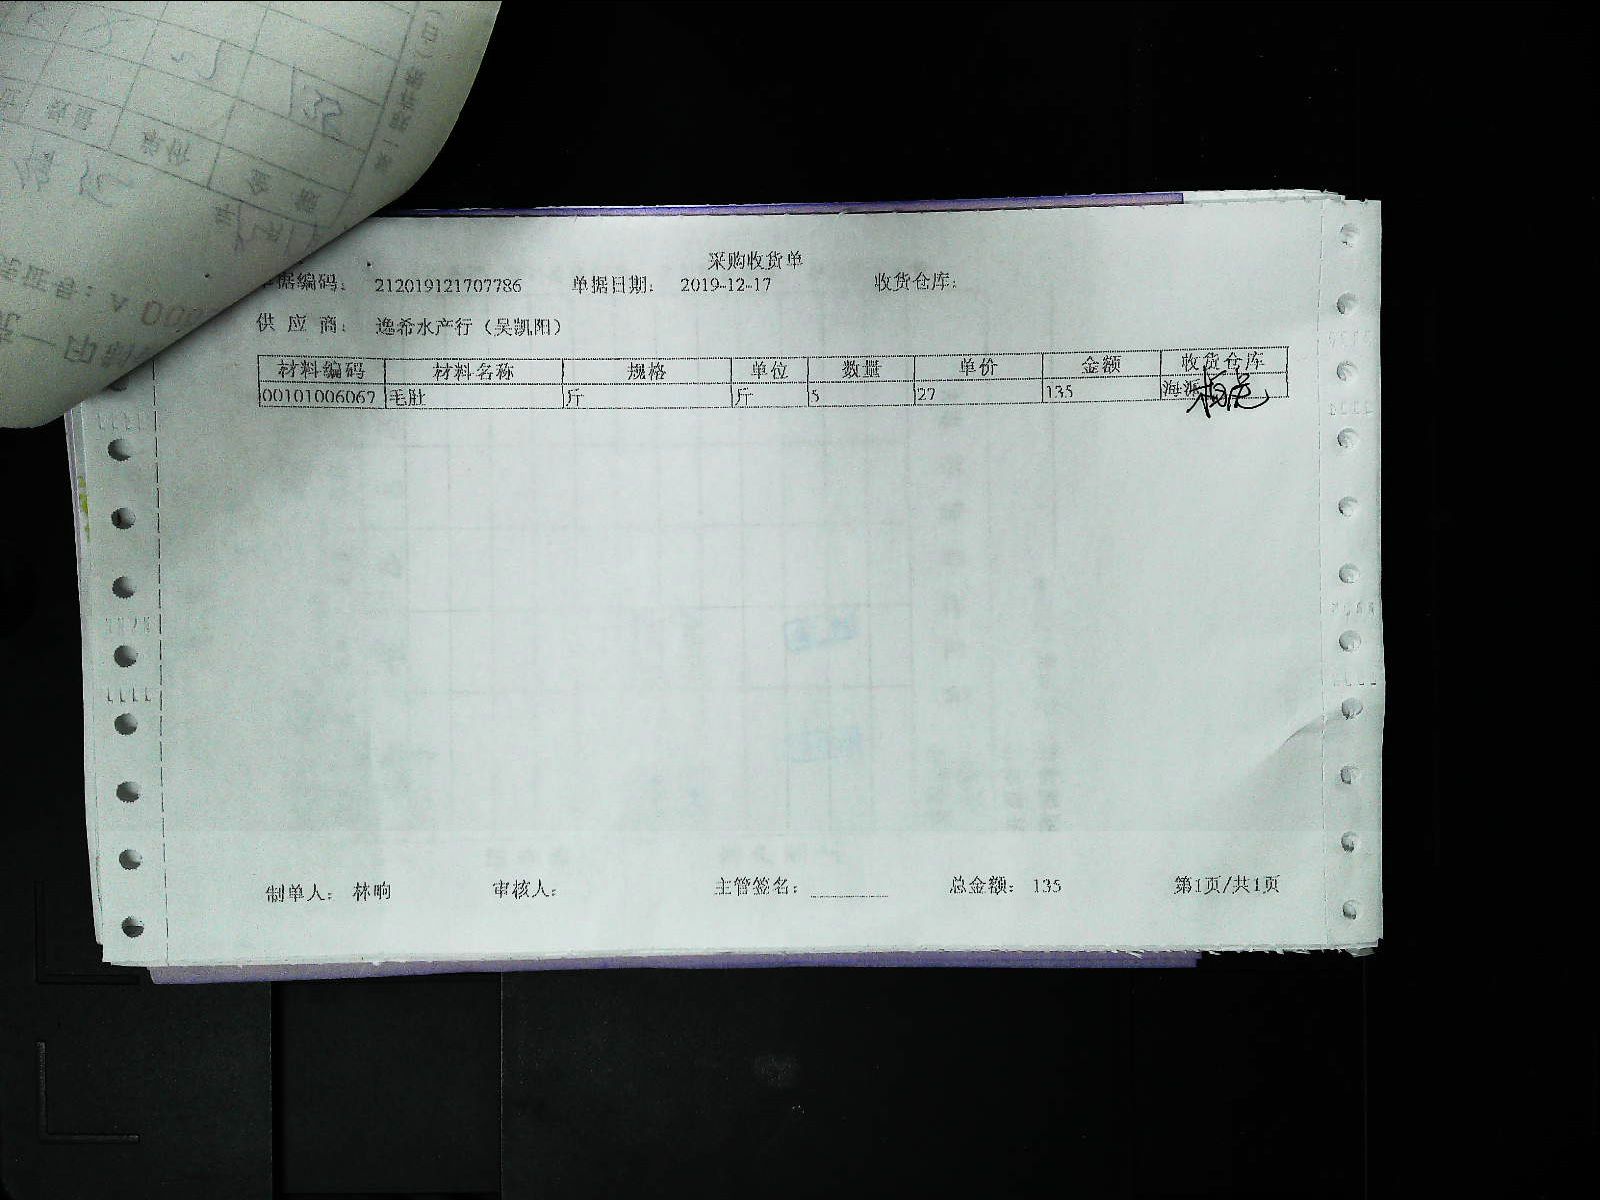 采购收货单
据编码： 212019121707786 单据日期： 2019-12-17 收货仓库：
供 应 商： 逸希水产行（吴凯阳）
材料编码 材料名称 规格 单位 数量 单价 金额 收货仓库
00101006067 毛肚 斤 斤 5 27 135 海派
制单人： 林晌 审核人： 主管签名： 总金额： 135 第1页/共1页